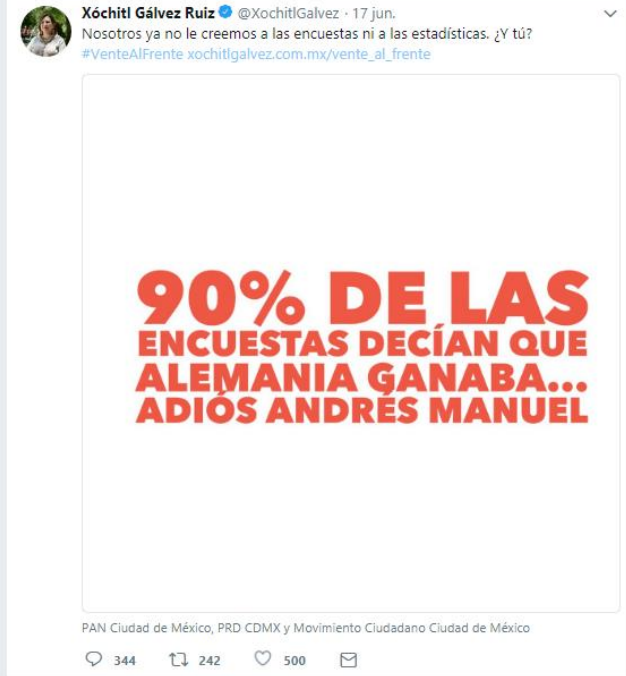 Xóchitl Gálvez Ruiz @XochitlGalvez · 17 jun.
Nosotros ya no le creemos a las encuestas ni a las estadísticas. ¿Y tú?
#VenteAlFrente xochitlgalvez.com.mx/vente_al_frente
90% DE LAS
ENCUESTAS DECÍAN QUE
ALEMANIA GANABA...
ADIÓS ANDRÉS MANUEL
PAN Ciudad de México, PRD CDMX y Movimiento Ciudadano Ciudad de México
344 242 500